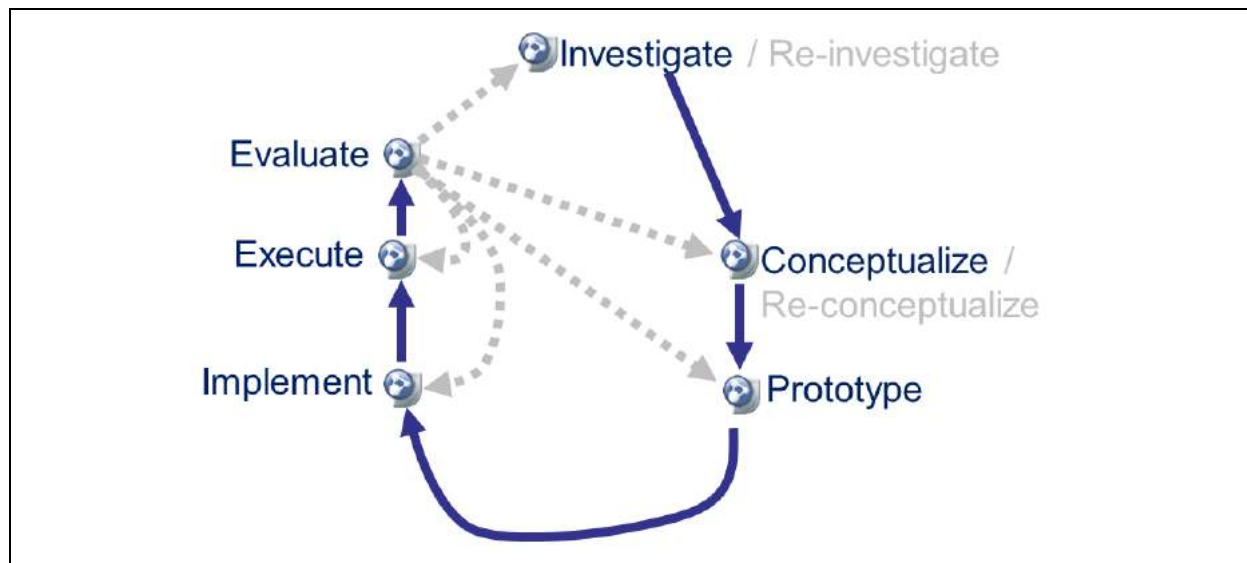 Investigate / Re-investigate
Evaluate
Execute
Conceptualize /
Re-conceptualize
Implement
Prototype